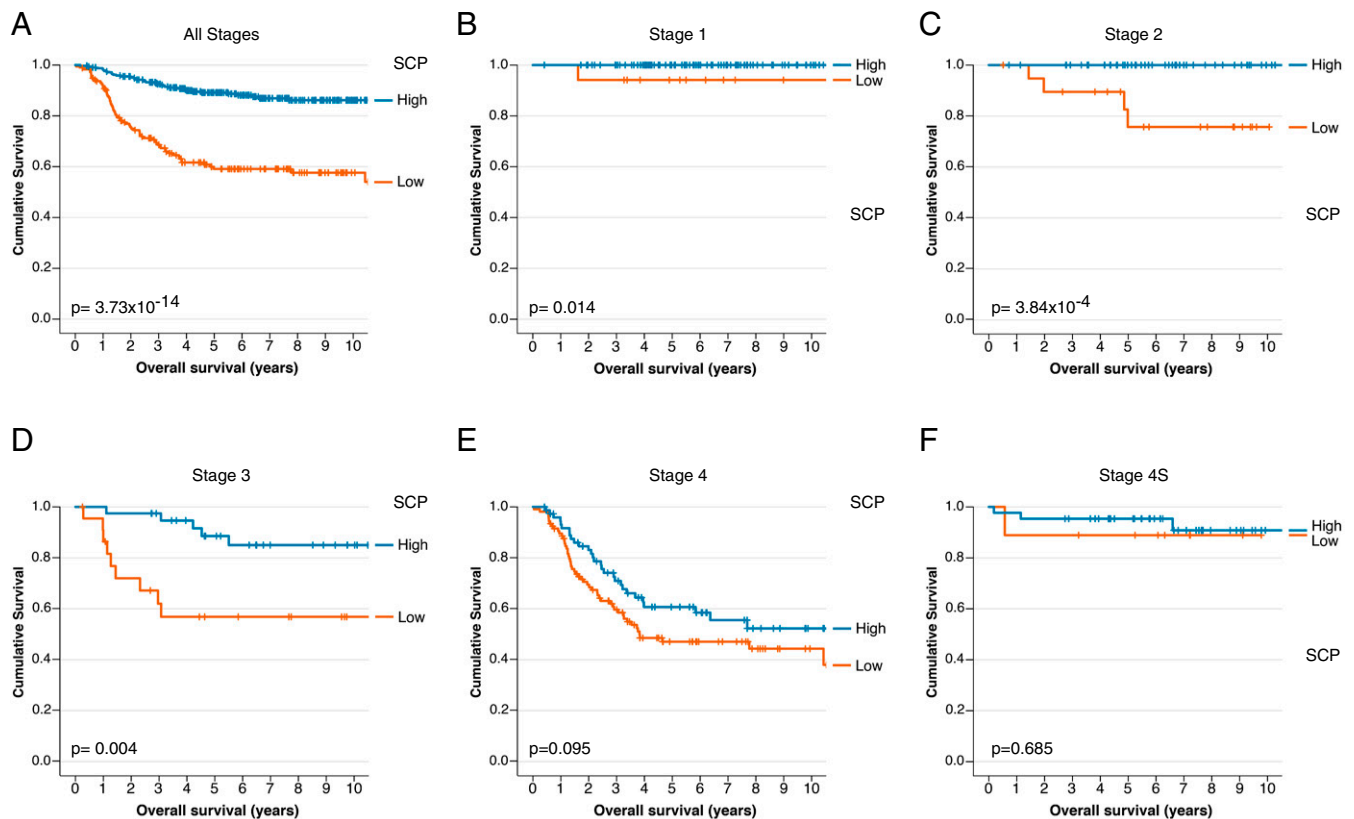 A
All Stages
SCP
1.0
0.8
0.6
0.4
0.2
0.0
Cumulative Survival
High
Low
p= 3.73x10-14
0 1 2 3 4 5 6 7 8 9 10
Overall survival (years)
B
Stage 1
1.0
0.8
0.6
0.4
0.2
0.0
Cumulative Survival
High
Low
SCP
p= 0.014
0 1 2 3 4 5 6 7 8 9 10
Overall survival (years)
C
Stage 2
1.0
0.8
0.6
0.4
0.2
0.0
Cumulative Survival
High
Low
SCP
p= 3.84x10-4
0 1 2 3 4 5 6 7 8 9 10
Overall survival (years)
D
Stage 3
SCP
1.0
0.8
0.6
0.4
0.2
0.0
Cumulative Survival
High
Low
p= 0.004
0 1 2 3 4 5 6 7 8 9 10
Overall survival (years)
E
Stage 4
SCP
1.0
0.8
0.6
0.4
0.2
0.0
Cumulative Survival
High
Low
p=0.095
0 1 2 3 4 5 6 7 8 9 10
Overall survival (years)
F
Stage 4S
1.0
0.8
0.6
0.4
0.2
0.0
Cumulative Survival
High
Low
SCP
p=0.685
0 1 2 3 4 5 6 7 8 9 10
Overall survival (years)